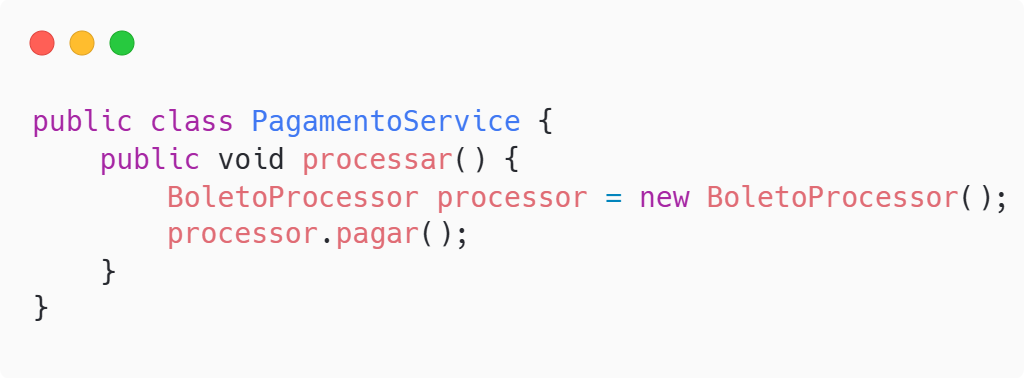 public class PagamentoService {
    public void processar() {
        BoletoProcessor processor = new BoletoProcessor();
        processor.pagar();
    }
}